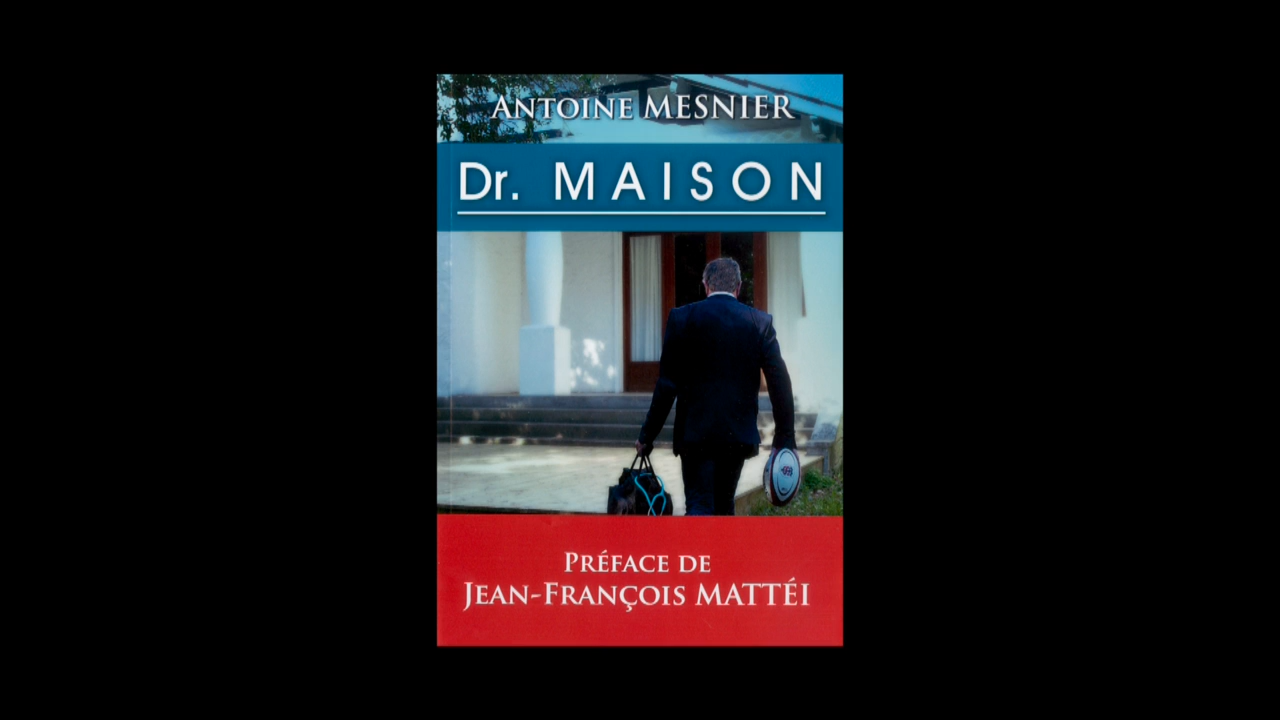 Antoine MESNIER
Dr. MAISON
Préface de
Jean-François MATTÉI